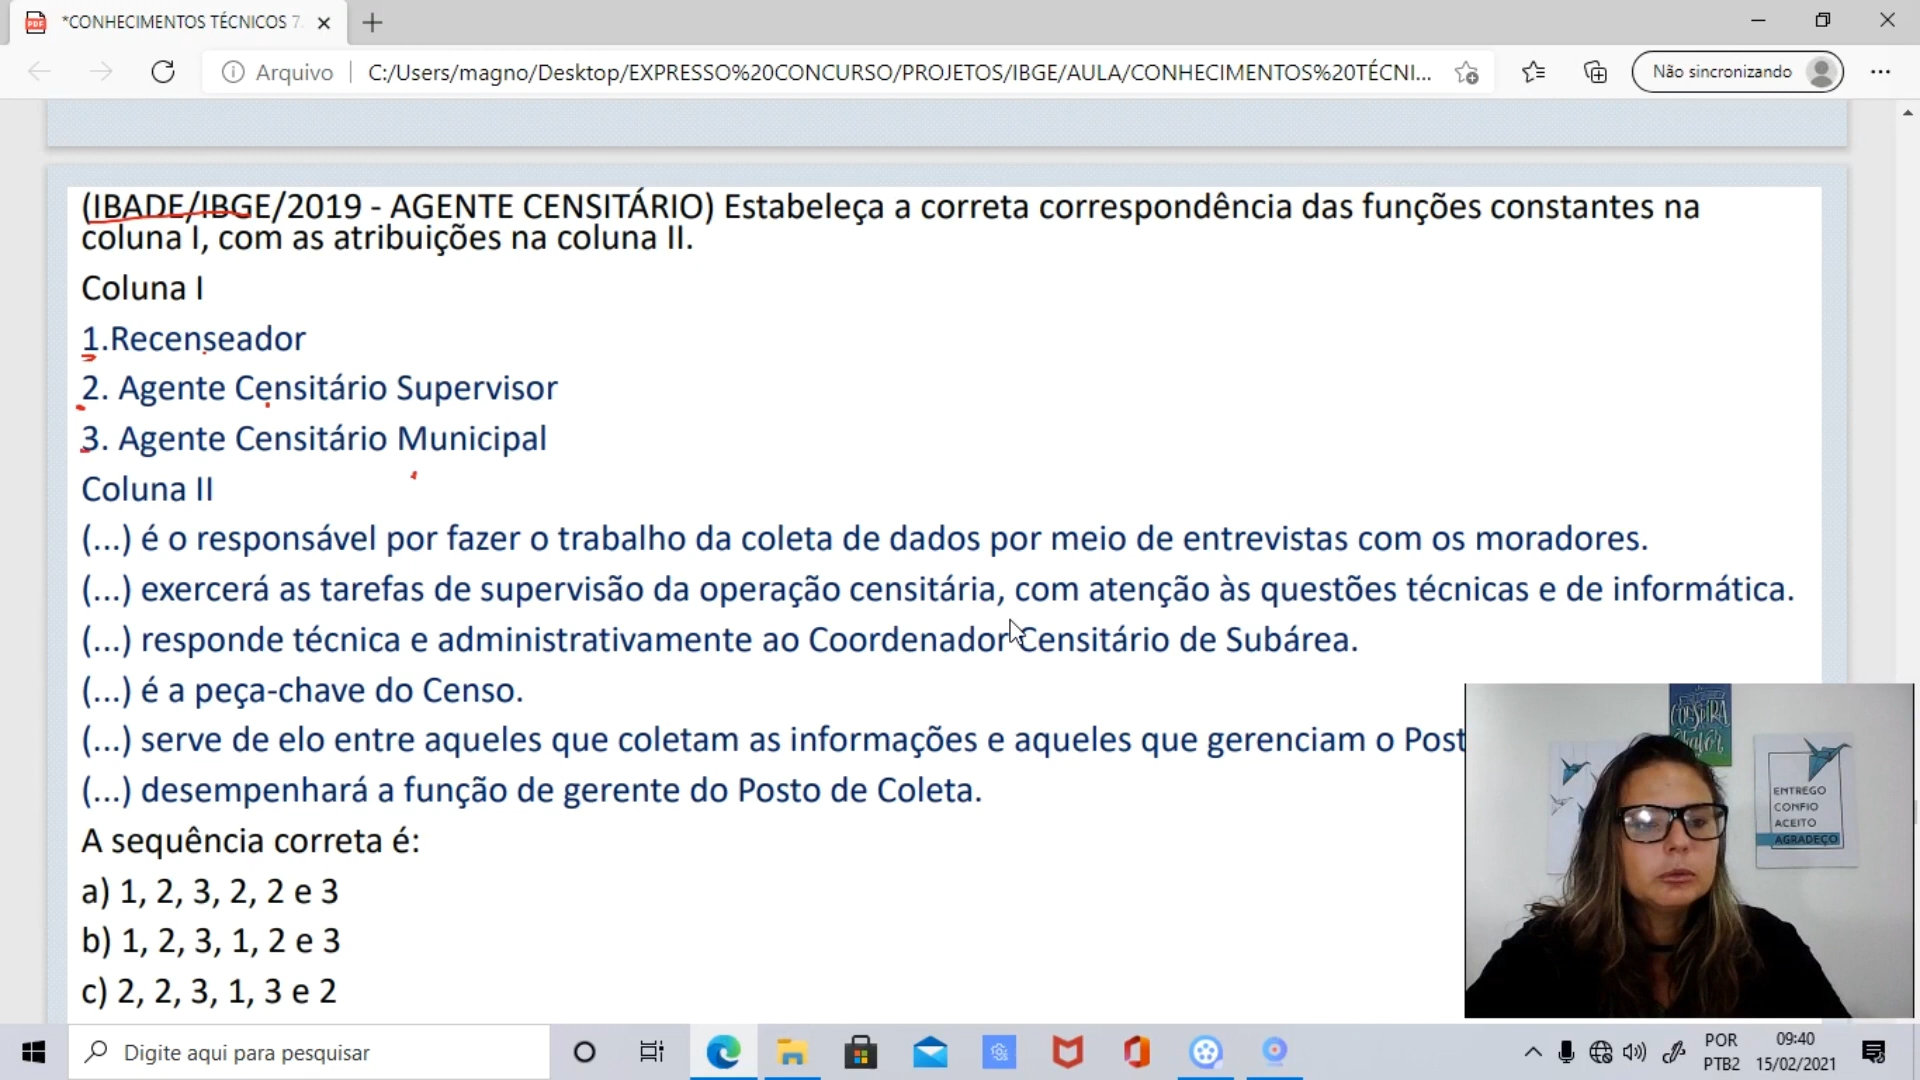 *CONHECIMENTOS TÉCNICOS 7.
Arquivo
C:/Users/magno/Desktop/EXPRESSO%20CONCURSO/PROJETOS/IBGE/AULA/CONHECIMENTOS%20TÉCNI...
Não sincronizando
(IBADE/IBGE/2019 - AGENTE CENSITÁRIO) Estabeleça a correta correspondência das funções constantes na
coluna I, com as atribuições na coluna II.
Coluna I
1.Recenseador
2. Agente Censitário Supervisor
3. Agente Censitário Municipal
Coluna II
(...) é o responsável por fazer o trabalho da coleta de dados por meio de entrevistas com os moradores.
(...) exercerá as tarefas de supervisão da operação censitária, com atenção às questões técnicas e de informática.
(...) responde técnica e administrativamente ao Coordenador Censitário de Subárea.
(...) é a peça-chave do Censo.
(...) serve de elo entre aqueles que coletam as informações e aqueles que gerenciam o Post
(...) desempenhará a função de gerente do Posto de Coleta.
A sequência correta é:
a) 1, 2, 3, 2, 2 e 3
b) 1, 2, 3, 1, 2 e 3
c) 2, 2, 3, 1, 3 e 2
ENTREGO
CONFIO
ACEITO
AGRADEÇO
Digite aqui para pesquisar
POR
PTB2
09:40
15/02/2021